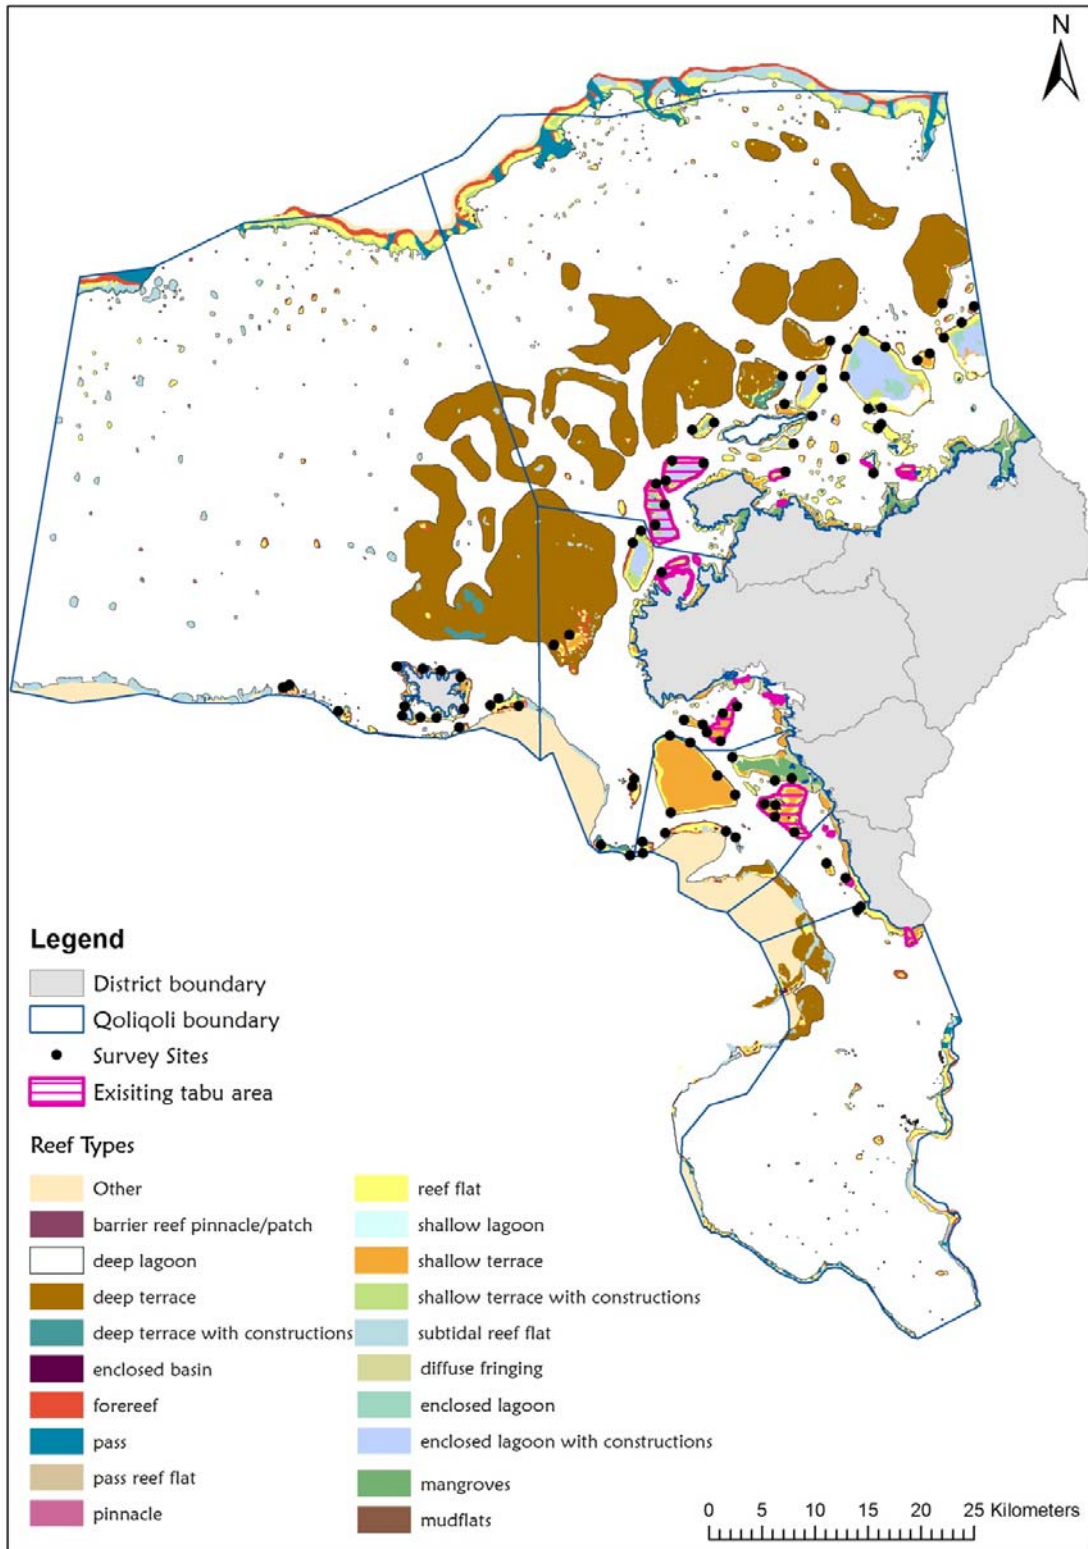 N
Legend
District boundary
Qoliqoli boundary
Survey Sites
Exisiting tabu area
Reef Types
Other
barrier reef pinnacle/patch
deep lagoon
deep terrace
deep terrace with constructions
enclosed basin
forereef
pass
pass reef flat
pinnacle
reef flat
shallow lagoon
shallow terrace
shallow terrace with constructions
subtidal reef flat
diffuse fringing
enclosed lagoon
enclosed lagoon with constructions
mangroves
mudflats
0 5 10 15 20 25 Kilometers